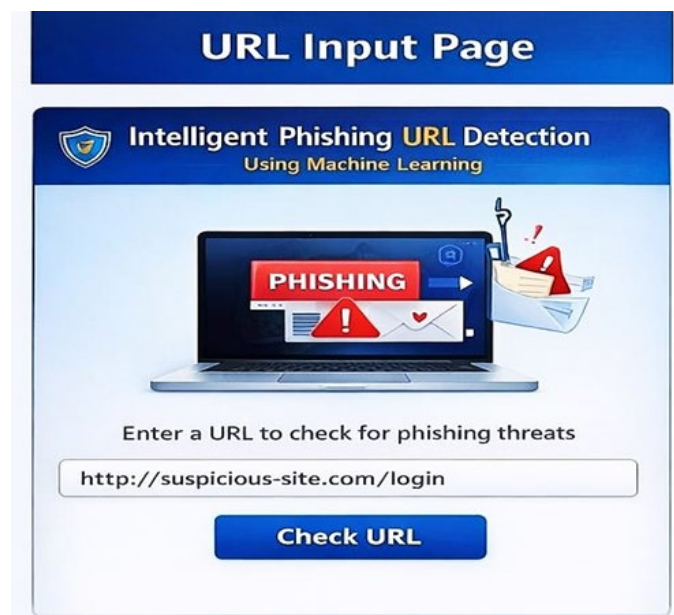 URL Input Page
Intelligent Phishing URL Detection
Using Machine Learning
PHISHING
Enter a URL to check for phishing threats
http://suspicious-site.com/login
Check URL